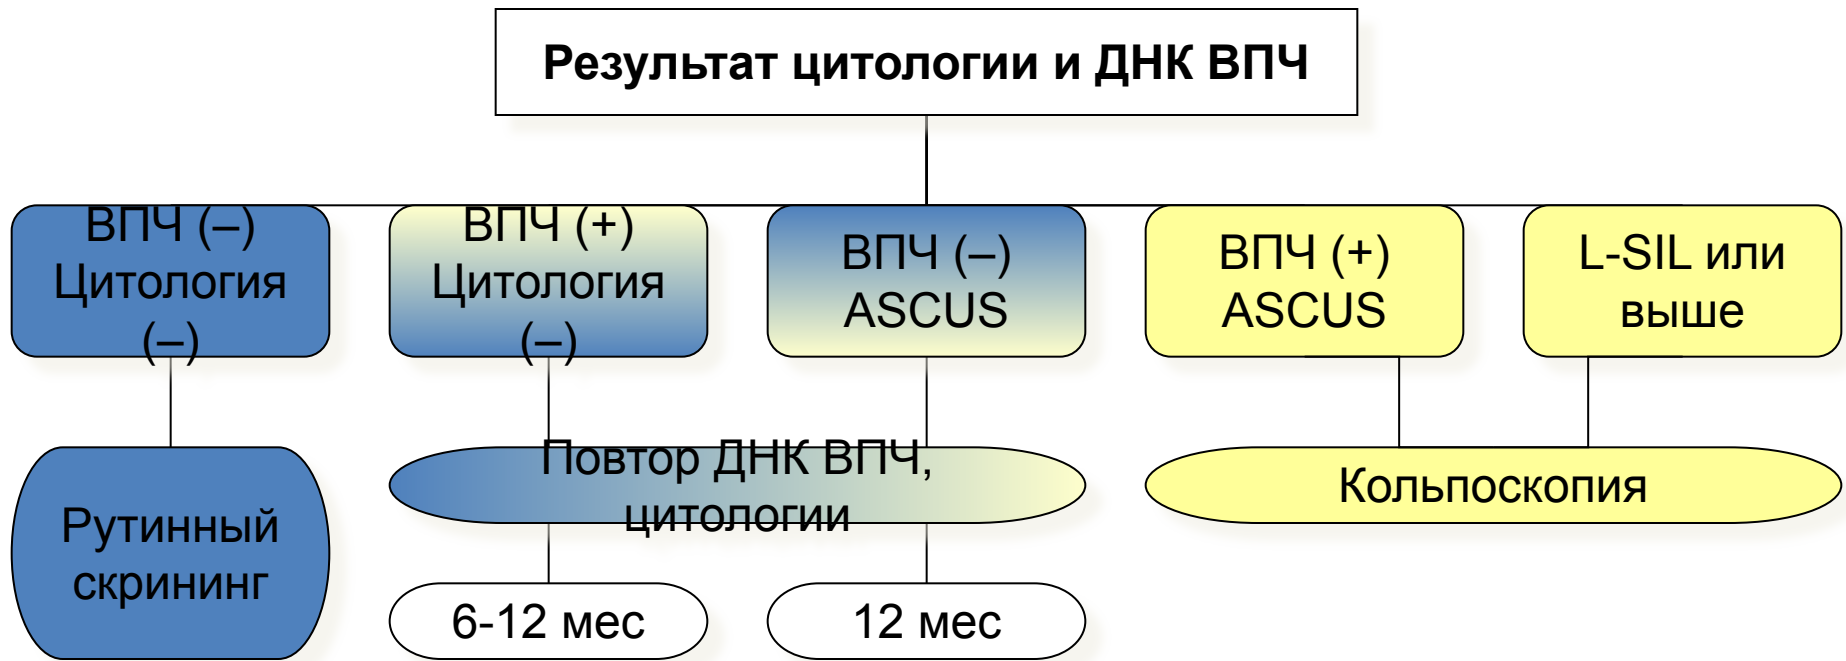 Результат цитологии и ДНК ВПЧ
ВПЧ (–)
Цитология
(–)
ВПЧ (+)
Цитология
(–)
ВПЧ (–)
ASCUS
ВПЧ (+)
ASCUS
L-SIL или
выше
Рутинный
скрининг
Повтор ДНК ВПЧ,
цитологии
Кольпоскопия
6-12 мес
12 мес